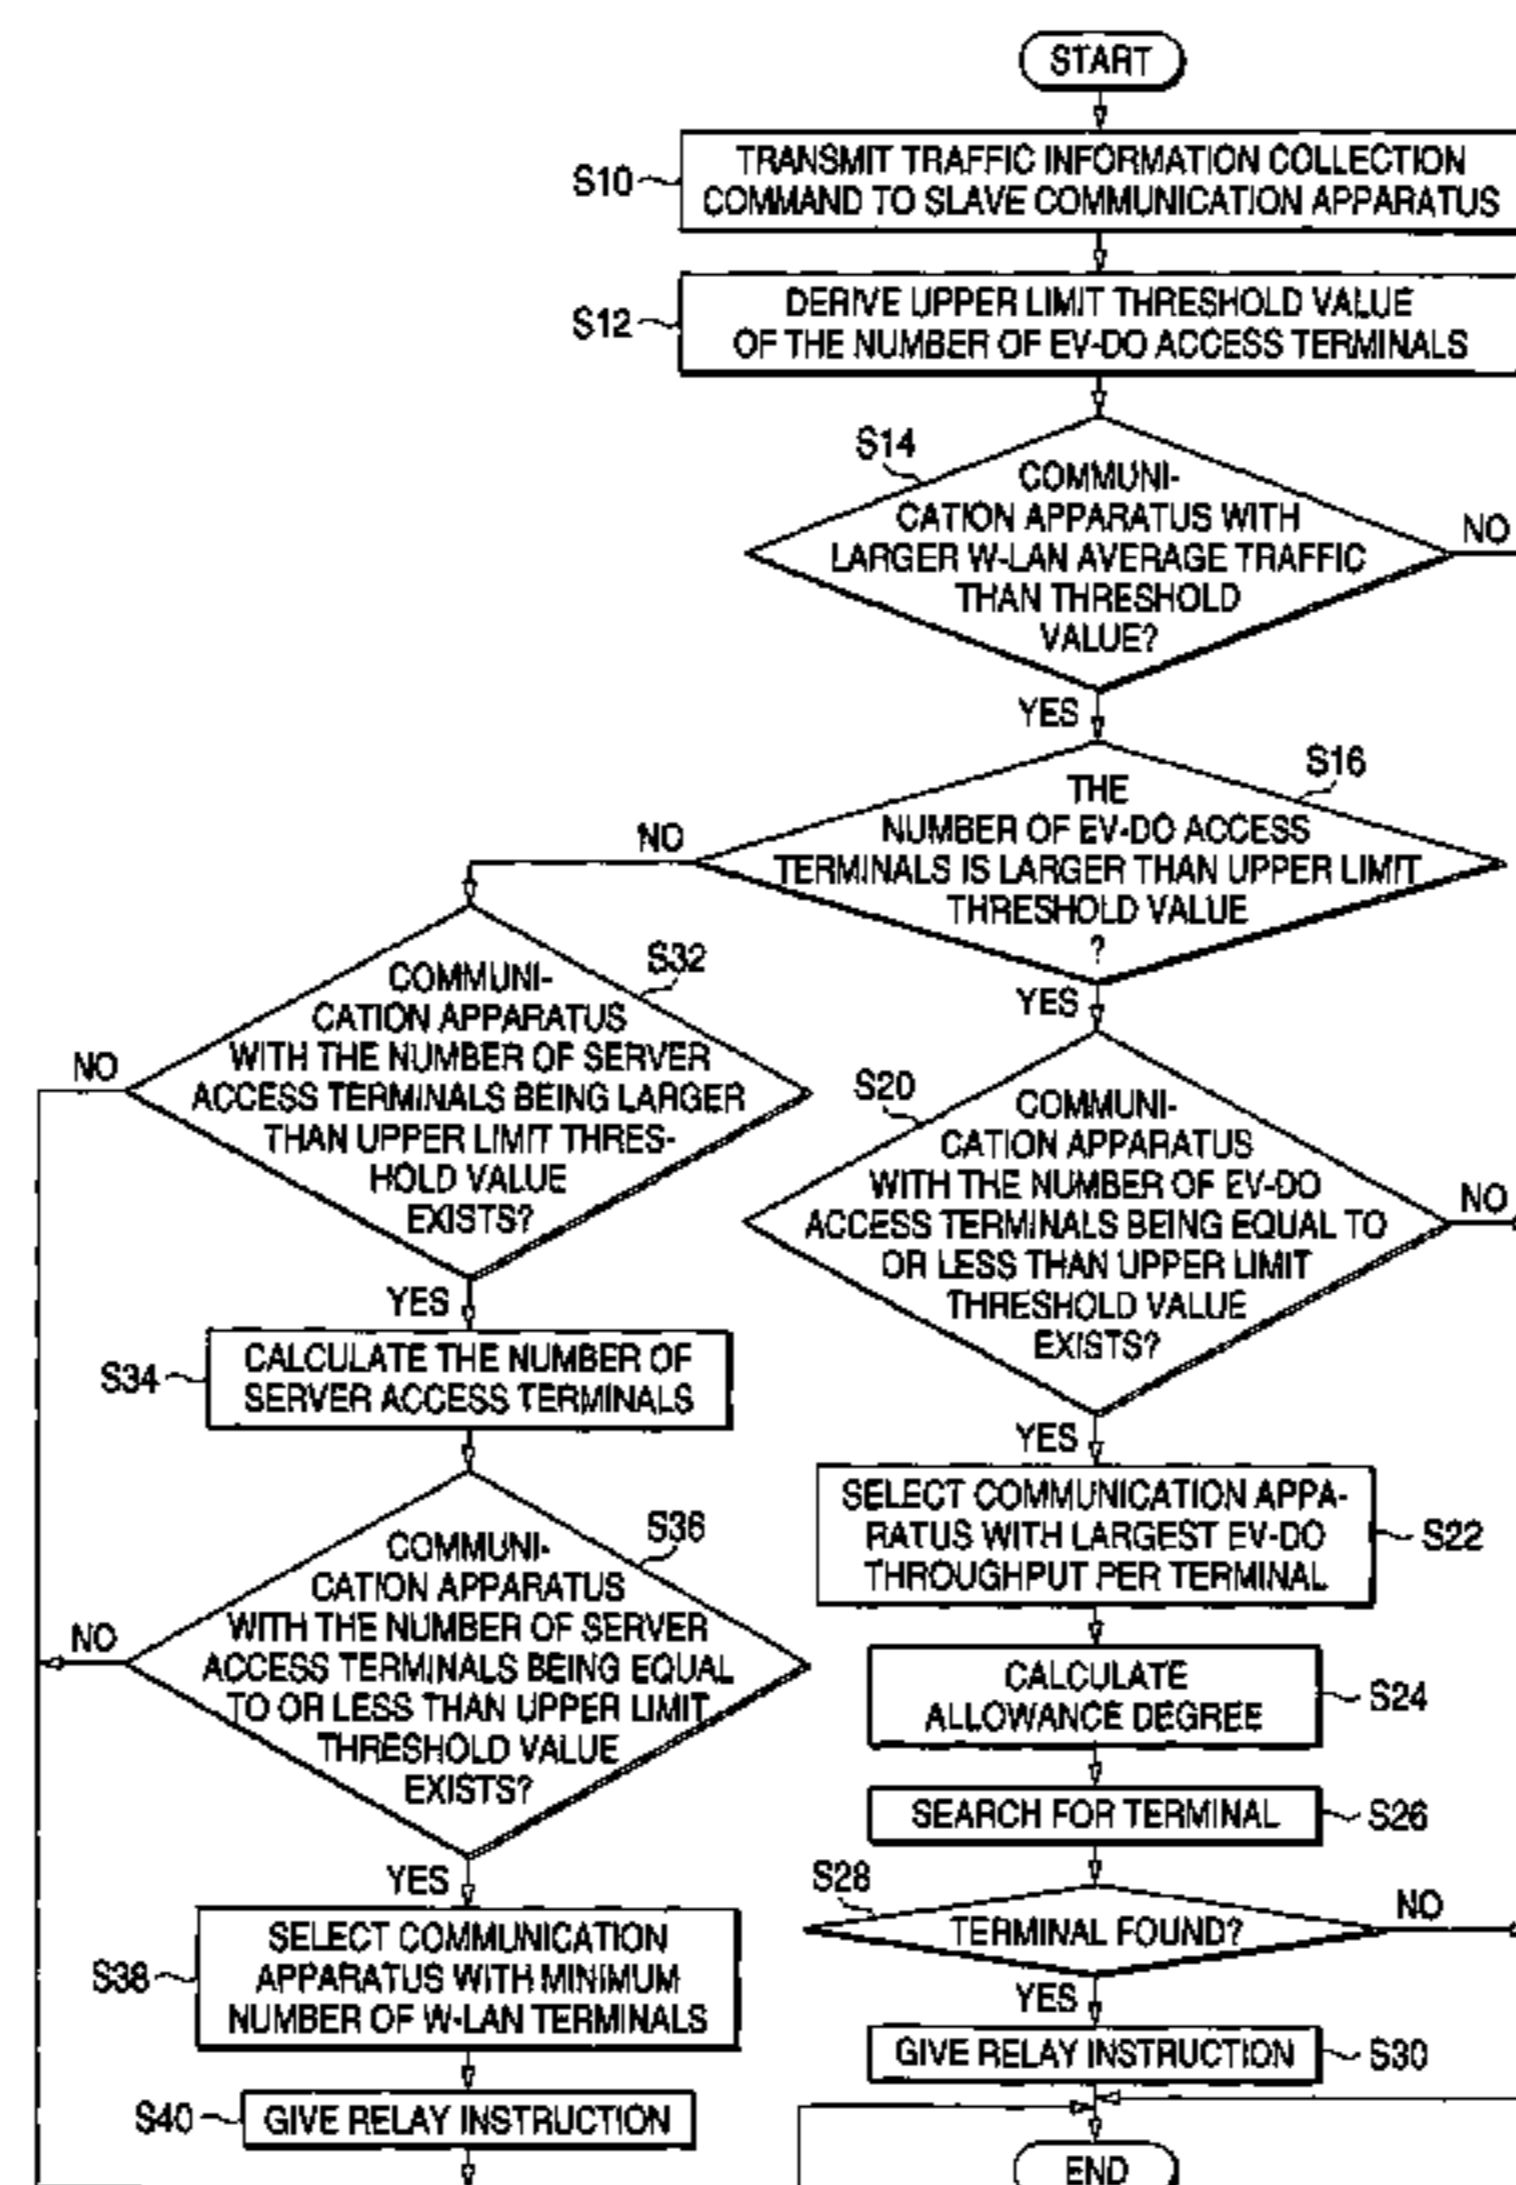 START
S10
TRANSMIT TRAFFIC INFORMATION COLLECTION
COMMAND TO SLAVE COMMUNICATION APPARATUS
S12
DERIVE UPPER LIMIT THRESHOLD VALUE
OF THE NUMBER OF EV-DO ACCESS TERMINALS
S14
COMMUNI-
CATION APPARATUS WITH
LARGER W-LAN AVERAGE TRAFFIC
THAN THRESHOLD
VALUE?
NO
YES
S16
THE
NUMBER OF EV-DO ACCESS
TERMINALS IS LARGER THAN UPPER LIMIT
THRESHOLD VALUE
?
NO
YES
S32
COMMUNI-
CATION APPARATUS
WITH THE NUMBER OF SERVER
ACCESS TERMINALS BEING LARGER
THAN UPPER LIMIT THRES-
HOLD VALUE
EXISTS?
NO
YES
S34
CALCULATE THE NUMBER OF
SERVER ACCESS TERMINALS
S36
COMMUNI-
CATION APPARATUS
WITH THE NUMBER OF SERVER
ACCESS TERMINALS BEING EQUAL
TO OR LESS THAN UPPER LIMIT
THRESHOLD VALUE
EXISTS?
NO
YES
S38
SELECT COMMUNICATION
APPARATUS WITH MINIMUM
NUMBER OF W-LAN TERMINALS
S40
GIVE RELAY INSTRUCTION
S20
COMMUNI-
CATION APPARATUS
WITH THE NUMBER OF EV-DO
ACCESS TERMINALS BEING EQUAL TO
OR LESS THAN UPPER LIMIT
THRESHOLD VALUE
EXISTS?
NO
YES
SELECT COMMUNICATION APPA-
RATUS WITH LARGEST EV-DO
THROUGHPUT PER TERMINAL
S22
CALCULATE
ALLOWANCE DEGREE
S24
SEARCH FOR TERMINAL
S26
S28
TERMINAL FOUND?
NO
YES
GIVE RELAY INSTRUCTION
S30
END